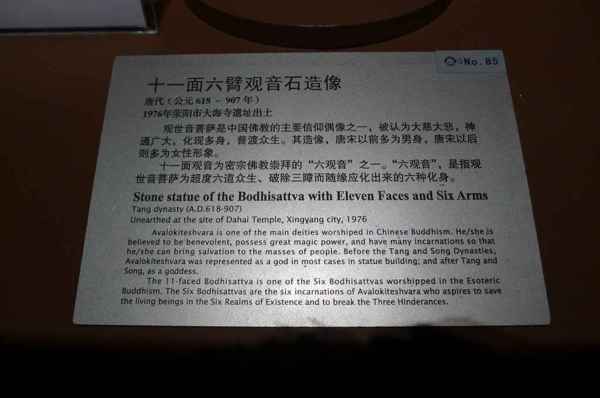 No. 85
十一面六臂观音石造像
唐代（公元 618 - 907 年）
1976年荥阳市大海寺遗址出土
观世音菩萨是中国佛教的主要信仰偶像之一，被认为大慈大悲，神
通广大，化现多身，普渡众生。其造像，唐宋以前多为男身，唐宋以后
则多为女性形象。
十一面观音为密宗佛教崇拜的“六观音”之一。“六观音”，是指观
世音菩萨为超度六道众生、破除三障而随缘应化出来的六种化身。
Stone statue of the Bodhisattva with Eleven Faces and Six Arms
Tang dynasty (A.D.618-907)
Unearthed at the site of Dahai Temple, Xingyang city, 1976
Avalokiteshvara is one of the main deities worshiped in Chinese Buddhism. He/she is
believed to be benevolent, possess great magic power, and have many incarnations so that
he/she can bring salvation to the masses of people. Before the Tang and Song Dynasties,
Avalokiteshvara was represented as a god in most cases in statue building; and after Tang and
Song, as a goddess.
The 11-faced Bodhisattva is one of the Six Bodhisattvas worshipped in the Esoteric
Buddhism. The Six Bodhisattvas are the six incarnations of Avalokiteshvara who aspires to save
the living beings in the Six Realms of Existence and to break the Three Hinderances.